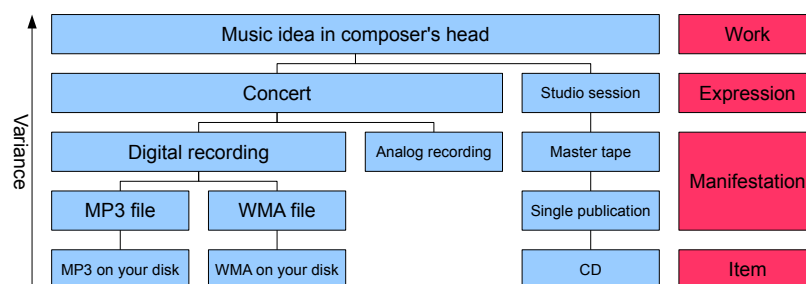 Music idea in composer's head
Work
Concert
Studio session
Expression
Variance
Digital recording
Analog recording
Master tape
Manifestation
MP3 file
WMA file
Single publication
MP3 on your disk
WMA on your disk
CD
Item